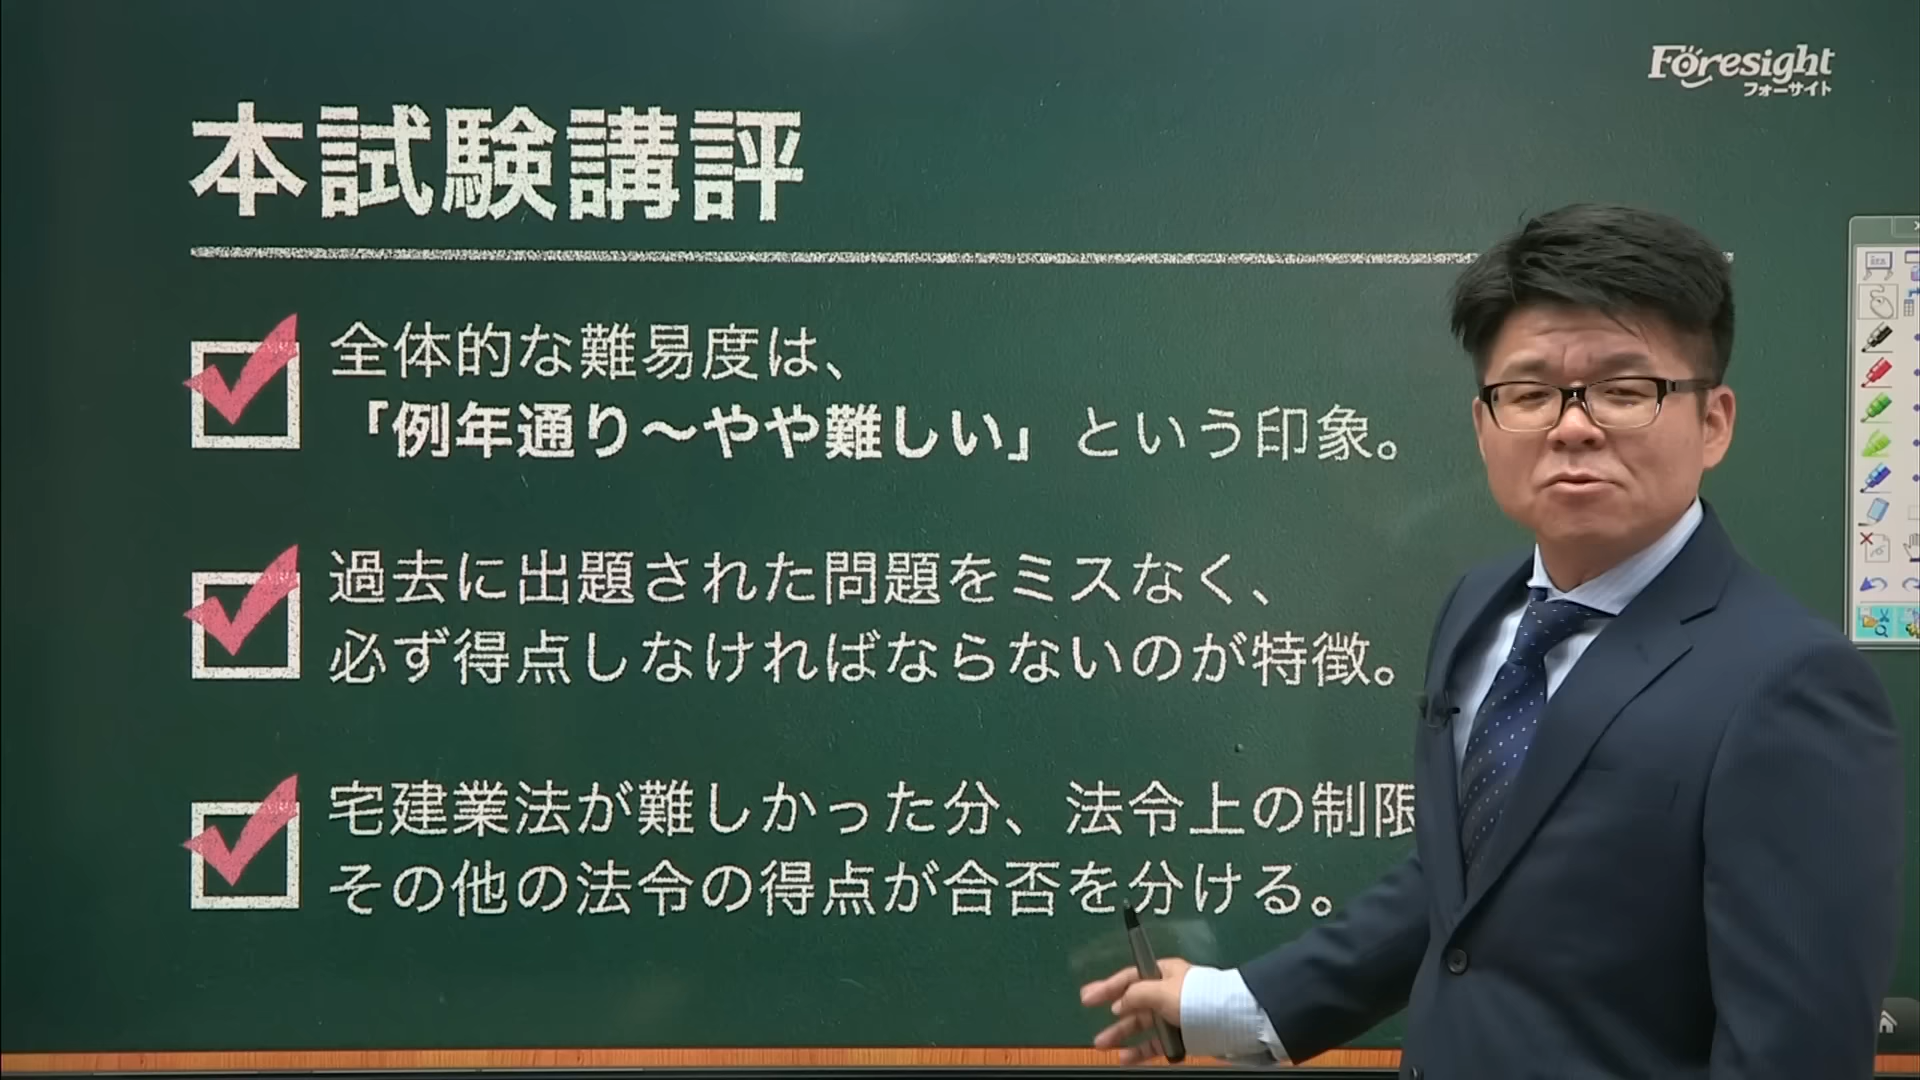 Foresight
フォーサイト
本試験講評
全体的な難易度は、
「例年通り～やや難しい」という印象。
過去に出題された問題をミスなく、
必ず得点しなければならないのが特徴。
宅建業法が難しかった分、法令上の制限
その他の法令の得点が合否を分ける。